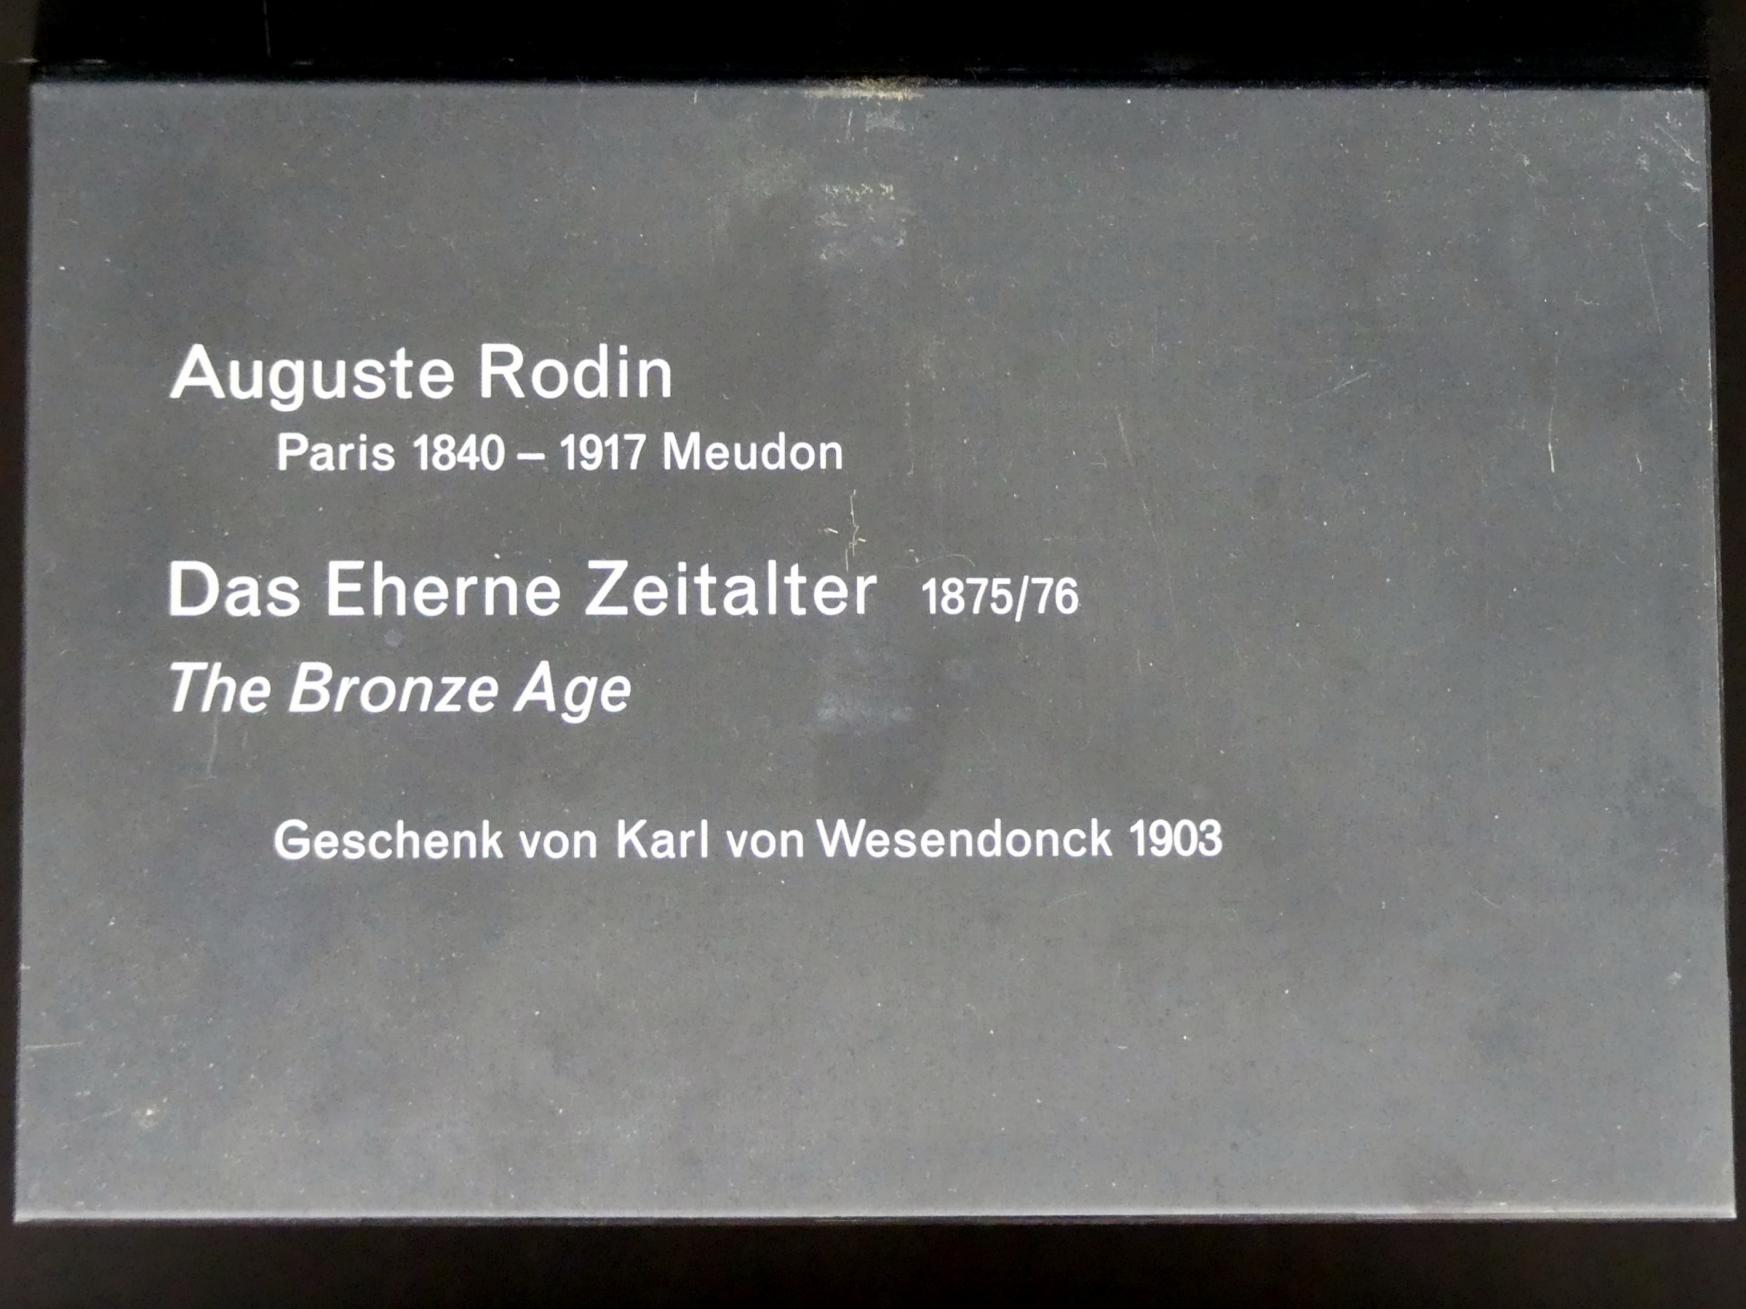 Auguste Rodin
Paris 1840 – 1917 Meudon
Das Eherne Zeitalter 1875/76
The Bronze Age
Geschenk von Karl von Wesendonck 1903